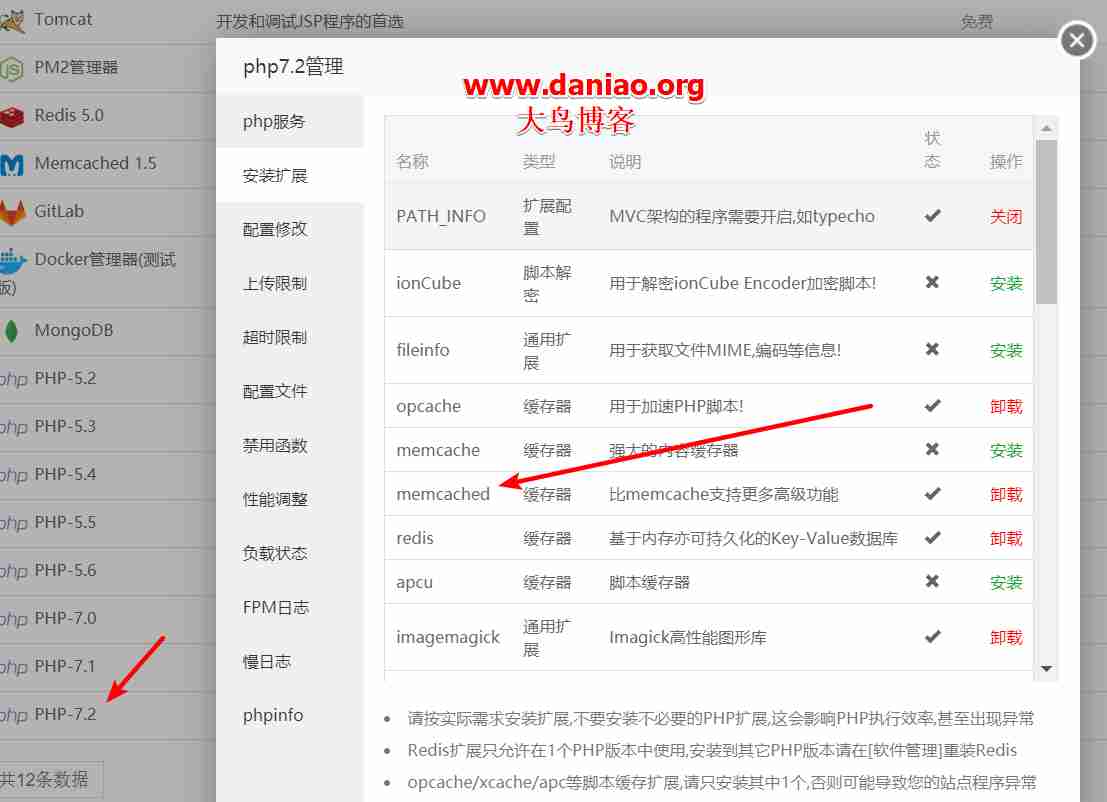 Tomcat
开发和调试JSP程序的首选
免费
PM2管理器
Redis 5.0
Memcached 1.5
GitLab
Docker管理器(测试
版)
MongoDB
php PHP-5.2
php PHP-5.3
php PHP-5.4
php PHP-5.5
php PHP-5.6
php PHP-7.0
php PHP-7.1
php PHP-7.2
共12条数据
php7.2管理
www.daniao.org
大鸟博客
php服务
安装扩展
配置修改
上传限制
超时限制
配置文件
禁用函数
性能调整
负载状态
FPM日志
慢日志
phpinfo
名称 类型 说明 状态 操作
PATH_INFO 扩展配置 MVC架构的程序需要开启,如typecho 关闭
ionCube 脚本解密 用于解密ionCube Encoder加密脚本! 安装
fileinfo 通用扩展 用于获取文件MIME,编码等信息! 安装
opcache 缓存器 用于加速PHP脚本! 卸载
memcache 缓存器 强大的内容缓存器 安装
memcached 缓存器 比memcache支持更多高级功能 卸载
redis 缓存器 基于内存亦可持久化的Key-Value数据库 卸载
apcu 缓存器 脚本缓存器 安装
imagemagick 通用扩展 Imagick高性能图形库 卸载
请按实际需求安装扩展,不要安装不必要的PHP扩展,这会影响PHP执行效率,甚至出现异常
Redis扩展只允许在1个PHP版本中使用,安装到其它PHP版本请在[软件管理]重装Redis
opcache/xcache/apc等脚本缓存扩展,请只安装其中1个,否则可能导致您的站点程序异常